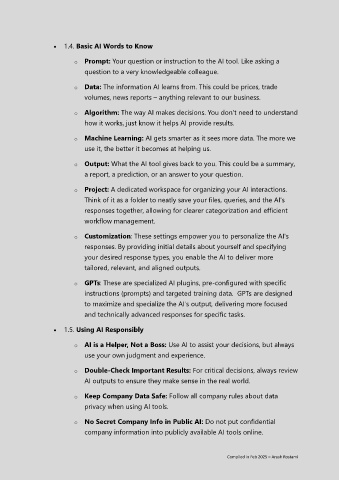 • 1.4. Basic AI Words to Know
o Prompt: Your question or instruction to the AI tool. Like asking a
question to a very knowledgeable colleague.
o Data: The information AI learns from. This could be prices, trade
volumes, news reports – anything relevant to our business.
o Algorithm: The way AI makes decisions. You don't need to understand
how it works, just know it helps AI provide results.
o Machine Learning: AI gets smarter as it sees more data. The more we
use it, the better it becomes at helping us.
o Output: What the AI tool gives back to you. This could be a summary,
a report, a prediction, or an answer to your question.
o Project: A dedicated workspace for organizing your AI interactions.
Think of it as a folder to neatly save your files, queries, and the AI's
responses together, allowing for clearer categorization and efficient
workflow management.
o Customization: These settings empower you to personalize the AI's
responses. By providing initial details about yourself and specifying
your desired response types, you enable the AI to deliver more
tailored, relevant, and aligned outputs.
o GPTs: These are specialized AI plugins, pre-configured with specific
instructions (prompts) and targeted training data. GPTs are designed
to maximize and specialize the AI's output, delivering more focused
and technically advanced responses for specific tasks.
• 1.5. Using AI Responsibly
o AI is a Helper, Not a Boss: Use AI to assist your decisions, but always
use your own judgment and experience.
o Double-Check Important Results: For critical decisions, always review
AI outputs to ensure they make sense in the real world.
o Keep Company Data Safe: Follow all company rules about data
privacy when using AI tools.
o No Secret Company Info in Public AI: Do not put confidential
company information into publicly available AI tools online.
Compiled in Feb 2025 – Arash Rostami